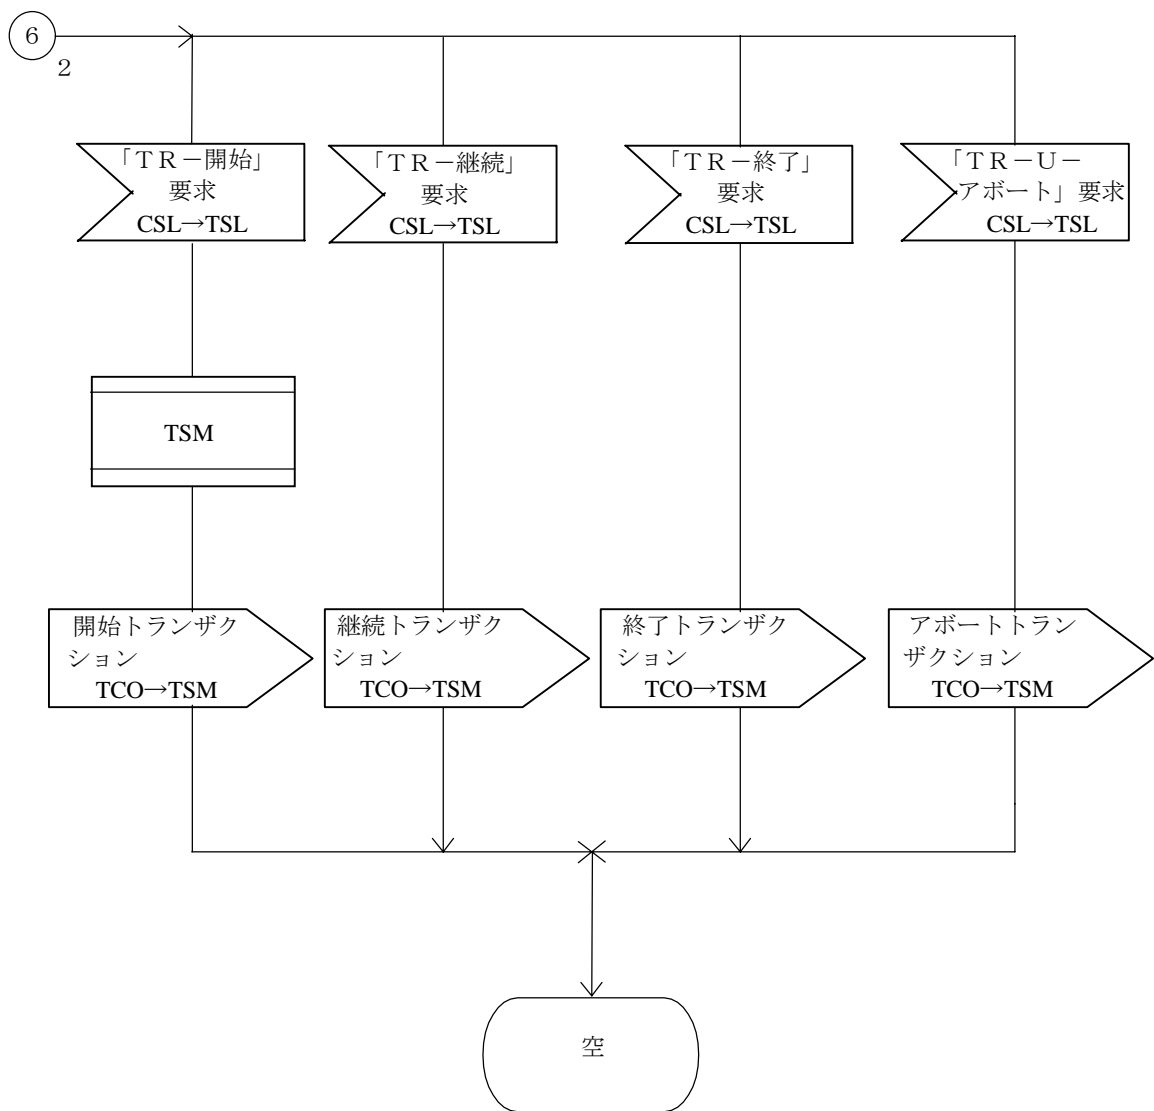 6
2
「ＴＲ－開始」
要求
CSL→TSL
「ＴＲ－継続」
要求
CSL→TSL
「ＴＲ－終了」
要求
CSL→TSL
「ＴＲ－Ｕ－
アボート」要求
CSL→TSL
TSM
開始トランザク
ション
TCO→TSM
継続トランザク
ション
TCO→TSM
終了トランザク
ション
TCO→TSM
アボートトラン
ザクション
TCO→TSM
空